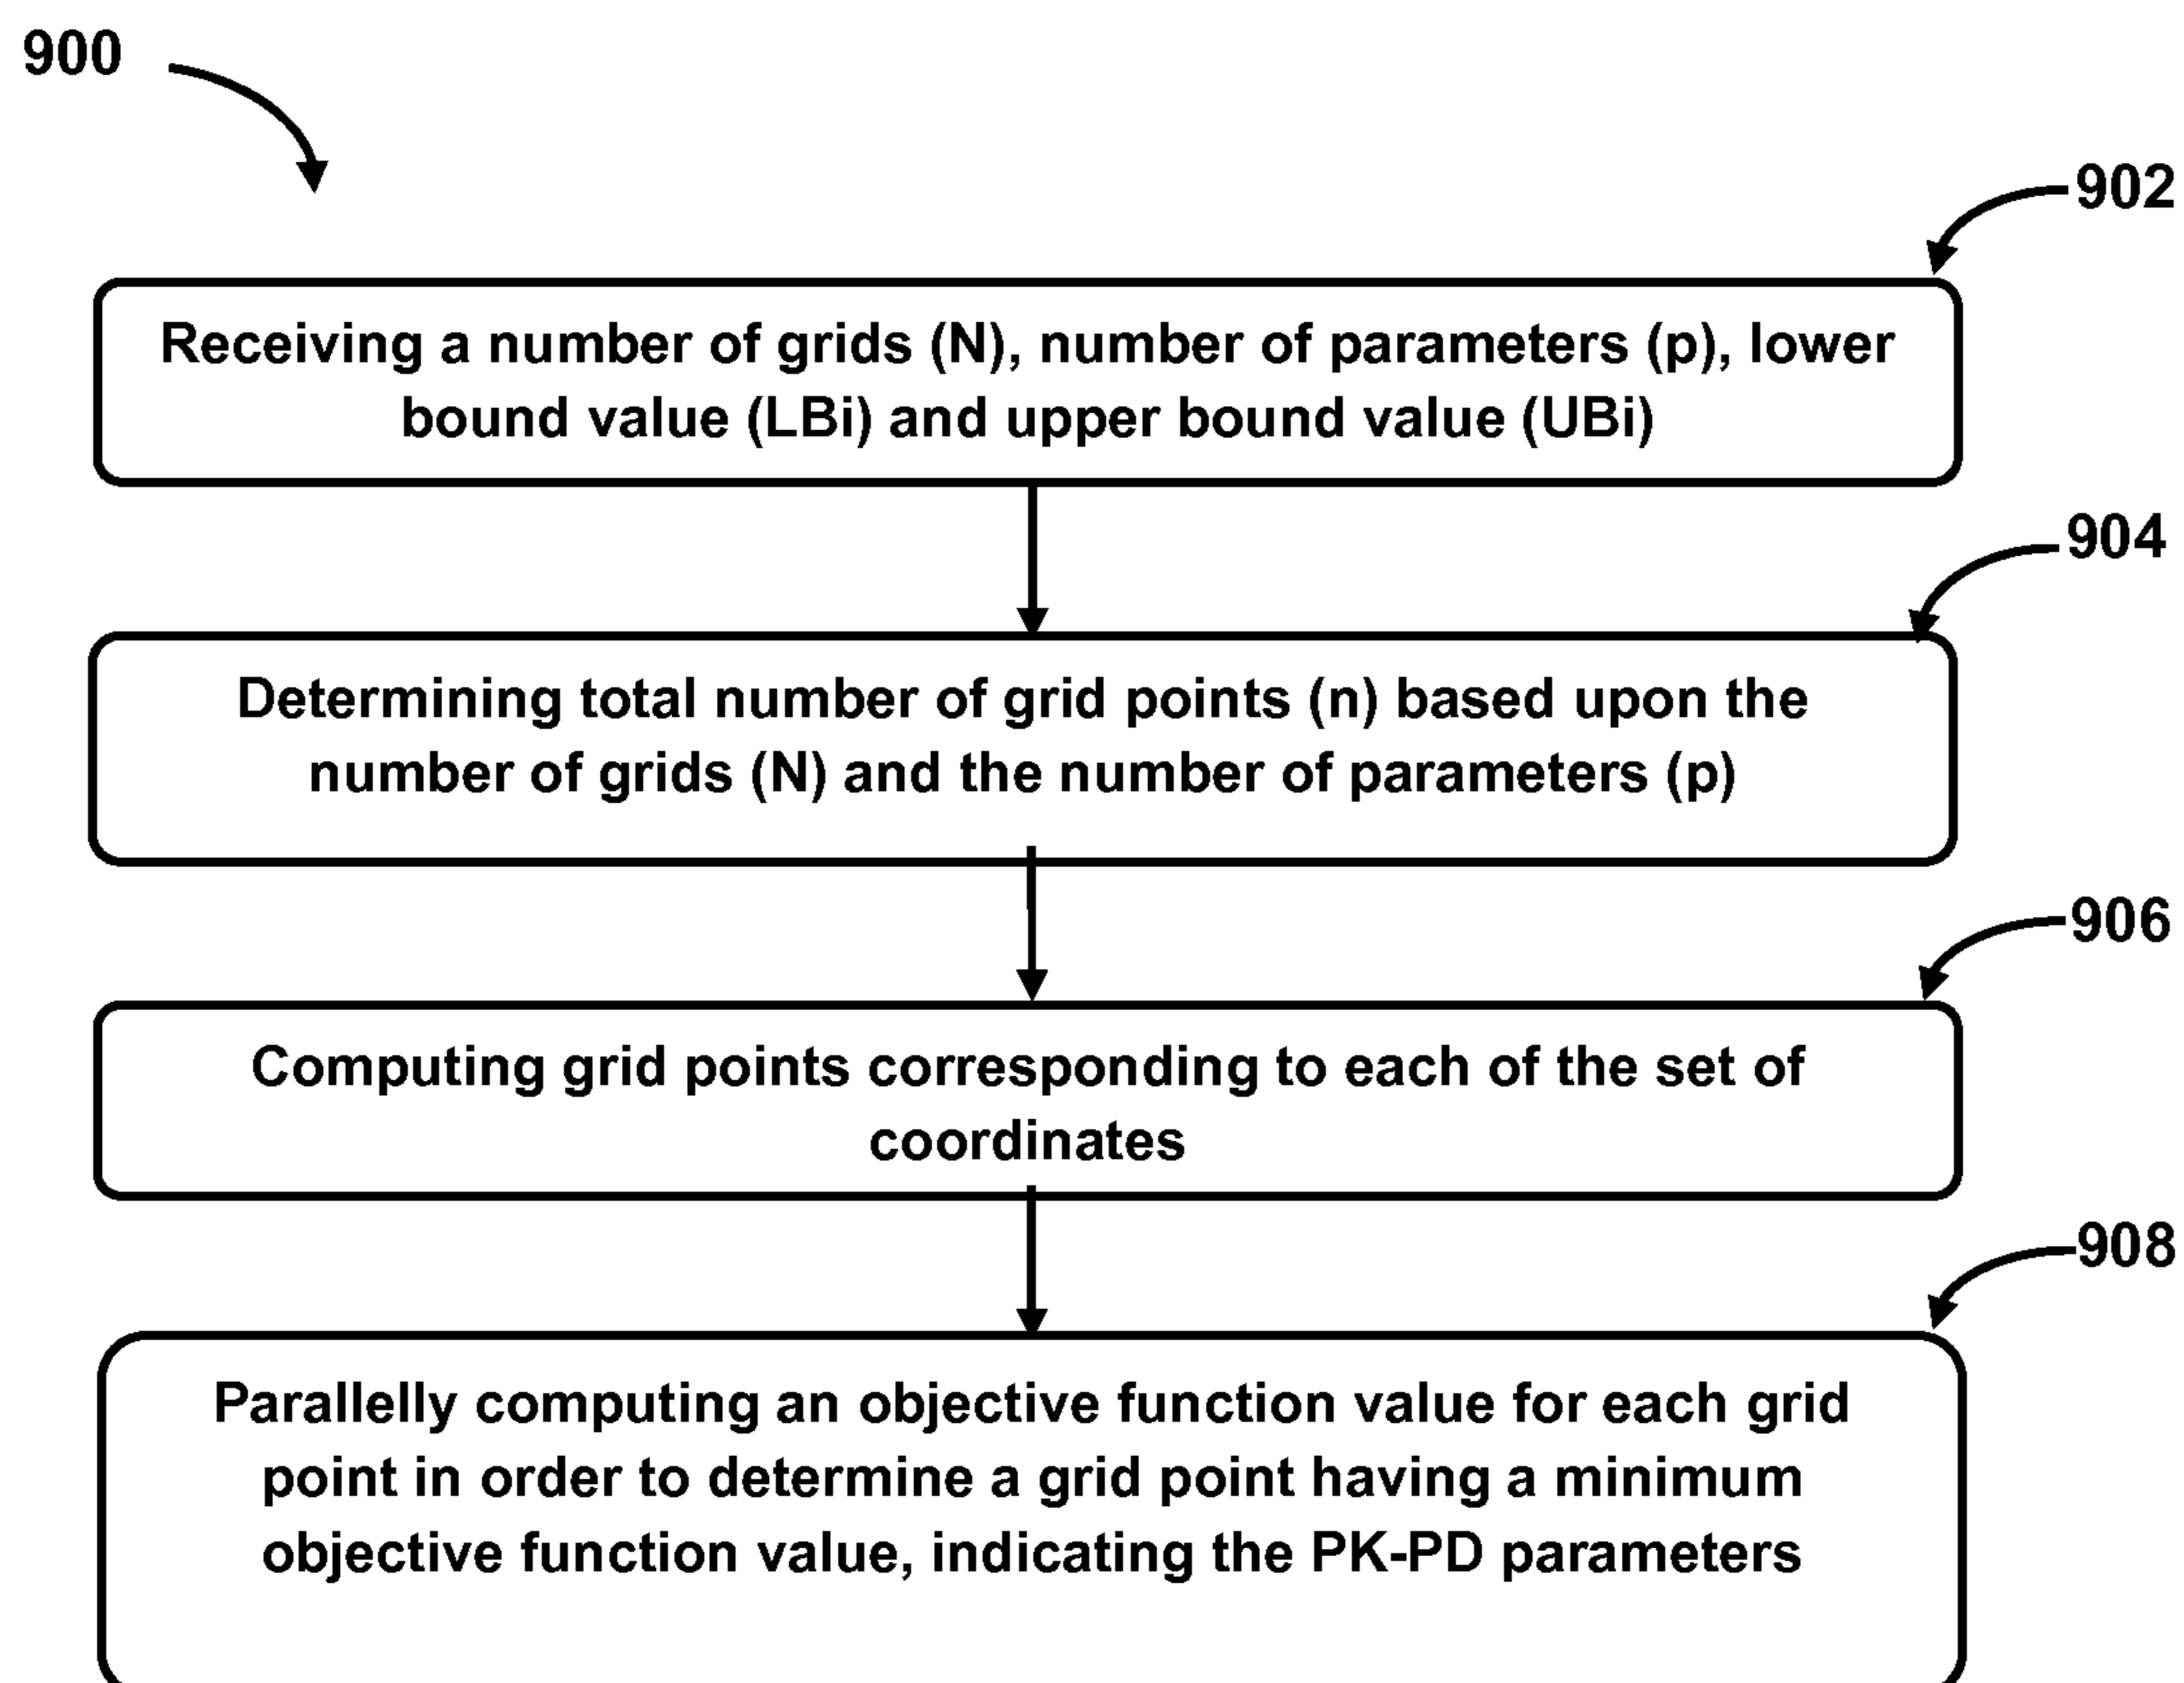 900
902
Receiving a number of grids (N), number of parameters (p), lower
bound value (LBi) and upper bound value (UBi)
904
Determining total number of grid points (n) based upon the
number of grids (N) and the number of parameters (p)
906
Computing grid points corresponding to each of the set of
coordinates
908
Parallelly computing an objective function value for each grid
point in order to determine a grid point having a minimum
objective function value, indicating the PK-PD parameters